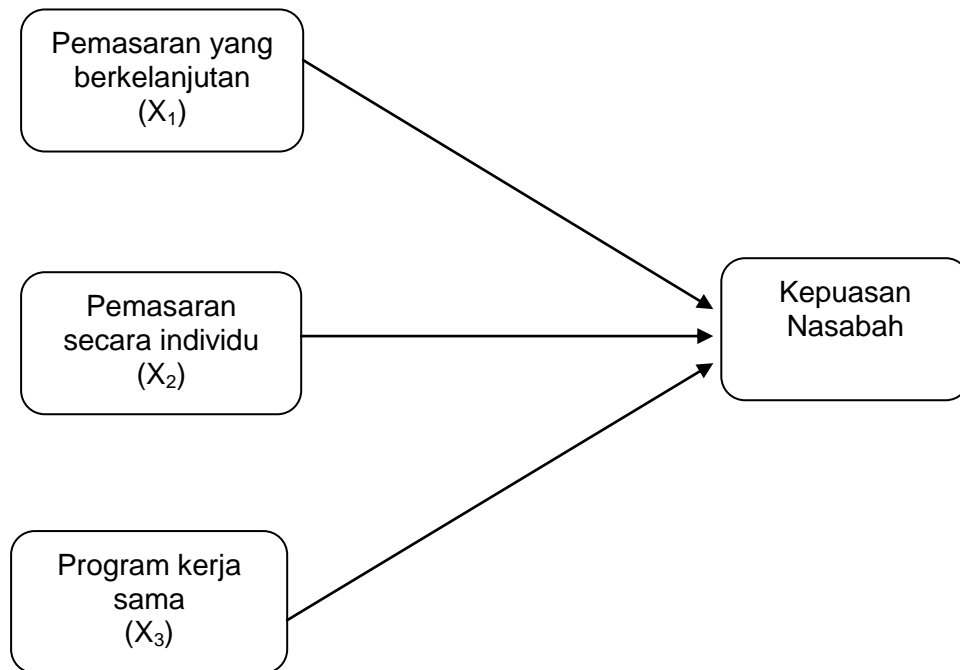 Pemasaran yang
berkelanjutan
(X₁)
Pemasaran
secara individu
(X₂)
Program kerja
sama
(X₃)
Kepuasan
Nasabah